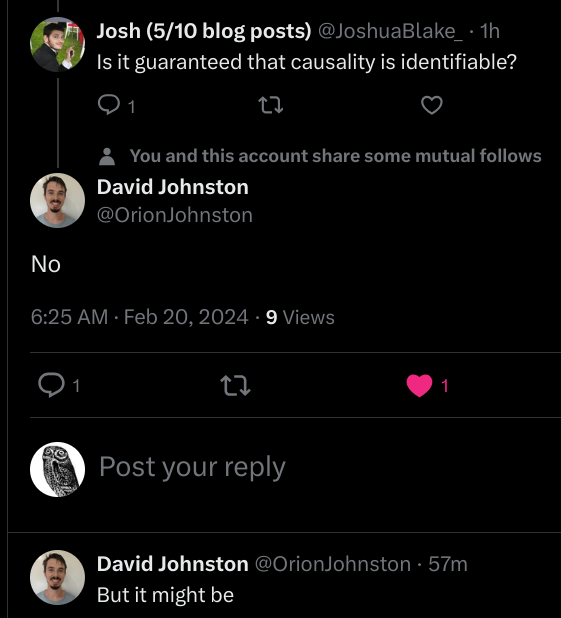 Josh (5/10 blog posts) @JoshuaBlake_ · 1h
Is it guaranteed that causality is identifiable?
1
You and this account share some mutual follows
David Johnston
@OrionJohnston
No
6:25 AM · Feb 20, 2024 · 9 Views
1 1
Post your reply
David Johnston @OrionJohnston · 57m
But it might be